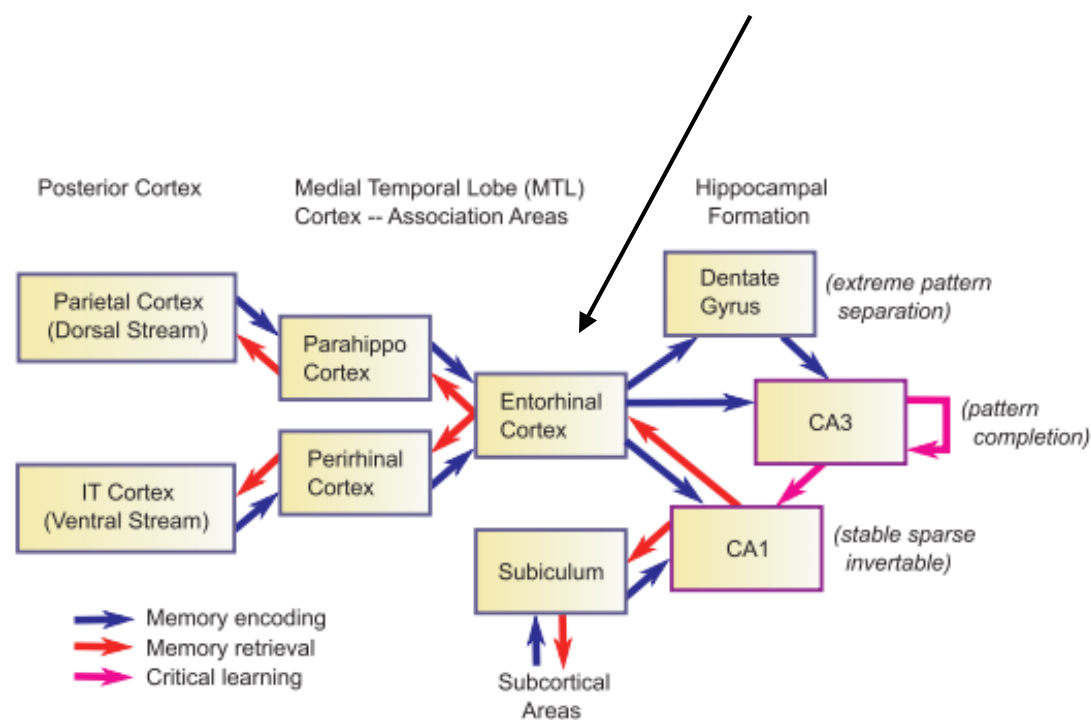 Posterior Cortex
Medial Temporal Lobe (MTL)
Cortex -- Association Areas
Hippocampal
Formation
Parietal Cortex
(Dorsal Stream)
Parahippo
Cortex
Entorhinal
Cortex
Perirhinal
Cortex
IT Cortex
(Ventral Stream)
Dentate
Gyrus
(extreme pattern
separation)
CA3
(pattern
completion)
CA1
(stable sparse
invertable)
Subiculum
Subcortical
Areas
Memory encoding
Memory retrieval
Critical learning